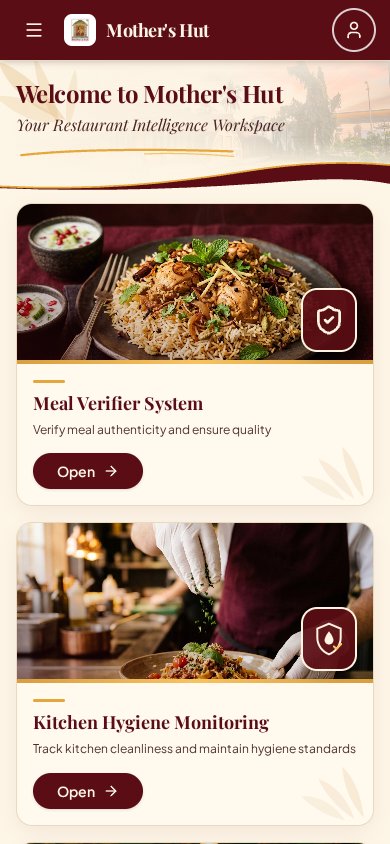 Mother's Hut
Welcome to Mother's Hut
Your Restaurant Intelligence Workspace
Meal Verifier System
Verify meal authenticity and ensure quality
Open
Kitchen Hygiene Monitoring
Track kitchen cleanliness and maintain hygiene standards
Open